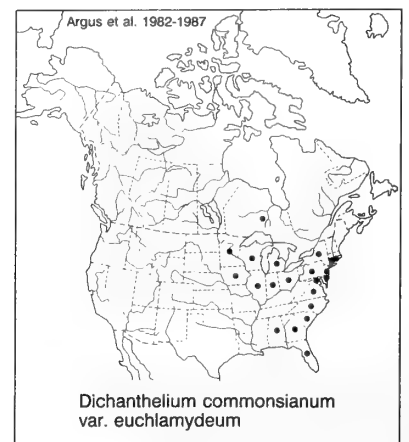 Argus et al. 1982-1987
Dichanthelium commonsianum
var. euchlamydeum